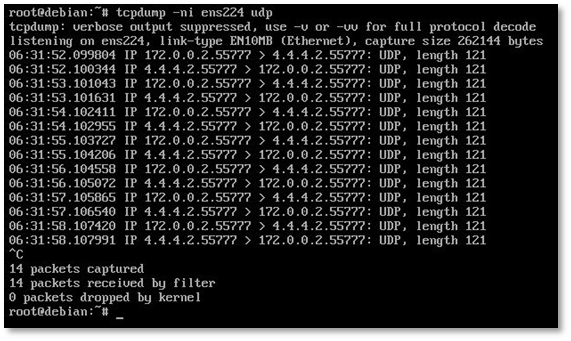 root@debian:~# tcpdump -ni ens224 udp
tcpdump: verbose output suppressed, use -v or -vv for full protocol decode
listening on ens224, link-type EN10MB (Ethernet), capture size 262144 bytes
06:31:52.099804 IP 172.0.0.2.55777 > 4.4.4.2.55777: UDP, length 121
06:31:52.100344 IP 4.4.4.2.55777 > 172.0.0.2.55777: UDP, length 121
06:31:53.101043 IP 172.0.0.2.55777 > 4.4.4.2.55777: UDP, length 121
06:31:53.101631 IP 4.4.4.2.55777 > 172.0.0.2.55777: UDP, length 121
06:31:54.102411 IP 172.0.0.2.55777 > 4.4.4.2.55777: UDP, length 121
06:31:54.102955 IP 4.4.4.2.55777 > 172.0.0.2.55777: UDP, length 121
06:31:55.103727 IP 172.0.0.2.55777 > 4.4.4.2.55777: UDP, length 121
06:31:55.104206 IP 4.4.4.2.55777 > 172.0.0.2.55777: UDP, length 121
06:31:56.104558 IP 172.0.0.2.55777 > 4.4.4.2.55777: UDP, length 121
06:31:56.105072 IP 4.4.4.2.55777 > 172.0.0.2.55777: UDP, length 121
06:31:57.105865 IP 172.0.0.2.55777 > 4.4.4.2.55777: UDP, length 121
06:31:57.106540 IP 4.4.4.2.55777 > 172.0.0.2.55777: UDP, length 121
06:31:58.107420 IP 172.0.0.2.55777 > 4.4.4.2.55777: UDP, length 121
06:31:58.107991 IP 4.4.4.2.55777 > 172.0.0.2.55777: UDP, length 121
^C
14 packets captured
14 packets received by filter
0 packets dropped by kernel
root@debian:~# _